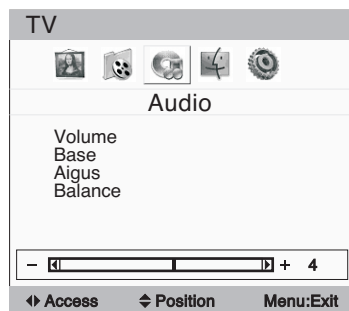 TV
Audio
Volume
Base
Aigus
Balance
− + 4
Access Position Menu:Exit